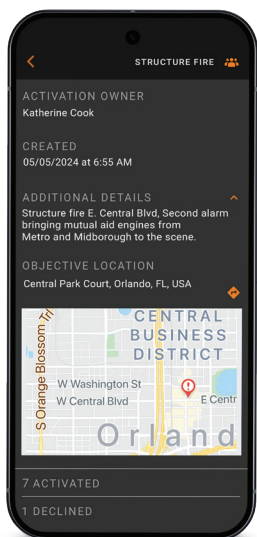 STRUCTURE FIRE
ACTIVATION OWNER
Katherine Cook
CREATED
05/05/2024 at 6:55 AM
ADDITIONAL DETAILS
Structure fire E. Central Blvd, Second alarm
bringing mutual aid engines from
Metro and Midborough to the scene.
OBJECTIVE LOCATION
Central Park Court, Orlando, FL, USA
CENTRAL
BUSINESS
DISTRICT
S Orange Blossom Trl
W Washington St
W Central Blvd
E Centr
Orland
7 ACTIVATED
1 DECLINED